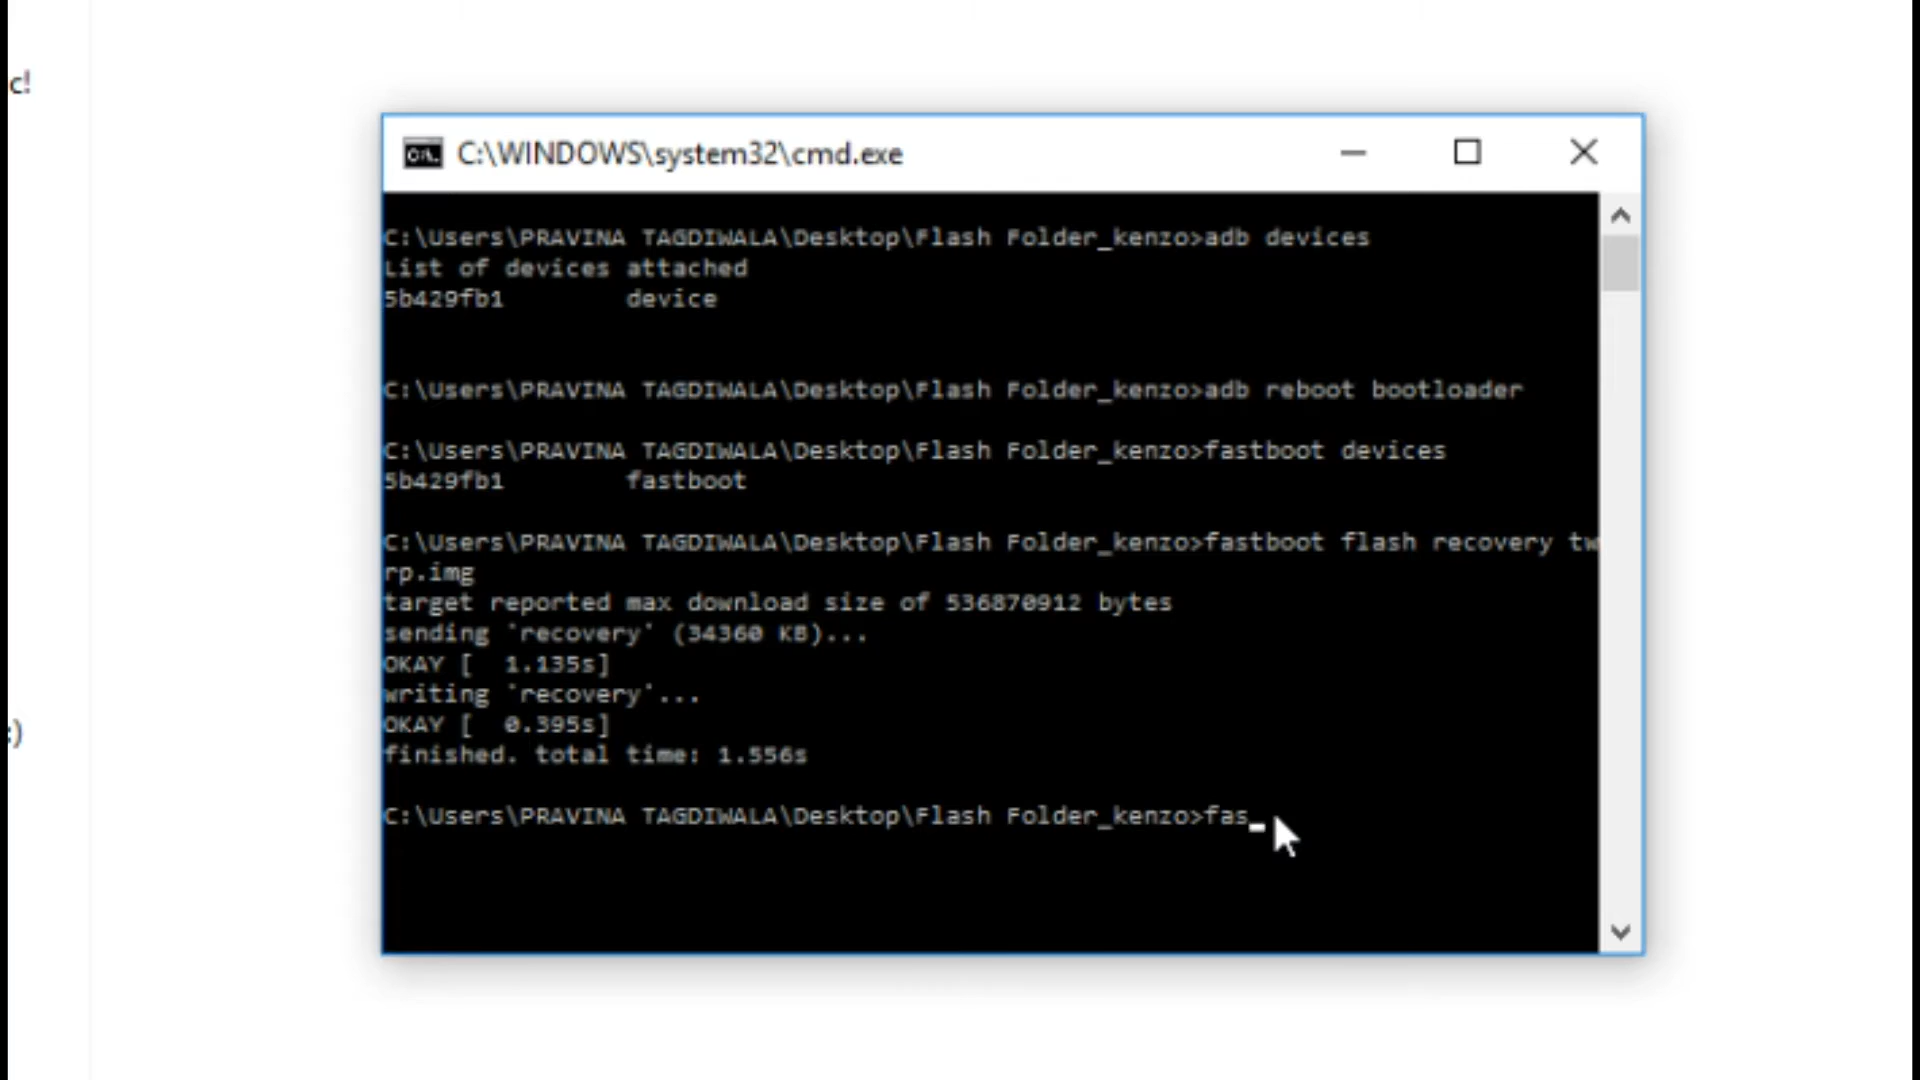 c!
C:\WINDOWS\system32\cmd.exe
C:\Users\PRAVINA TAGDIWALA\Desktop\Flash Folder_kenzo>adb devices
List of devices attached
5b429fb1        device
C:\Users\PRAVINA TAGDIWALA\Desktop\Flash Folder_kenzo>adb reboot bootloader
C:\Users\PRAVINA TAGDIWALA\Desktop\Flash Folder_kenzo>fastboot devices
5b429fb1        fastboot
C:\Users\PRAVINA TAGDIWALA\Desktop\Flash Folder_kenzo>fastboot flash recovery tw
rp.img
target reported max download size of 536870912 bytes
sending 'recovery' (34360 KB)...
OKAY [  1.135s]
writing 'recovery'...
OKAY [  0.395s]
finished. total time: 1.556s
:)
C:\Users\PRAVINA TAGDIWALA\Desktop\Flash Folder_kenzo>fas_